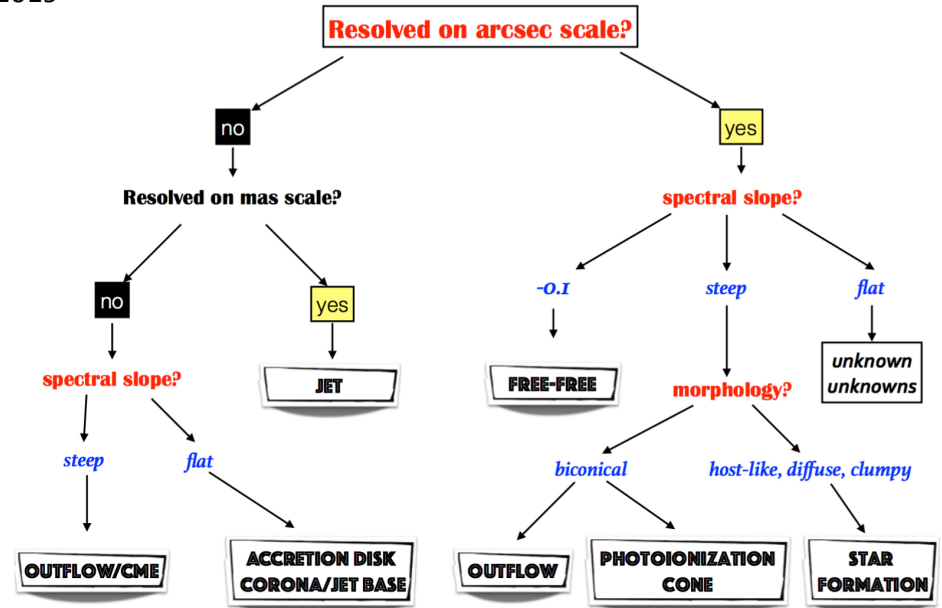 Resolved on arcsec scale?
no
yes
Resolved on mas scale?
spectral slope?
no
yes
-0.1
steep
flat
spectral slope?
JET
FREE-FREE
morphology?
unknown
unknowns
steep
flat
biconical
host-like, diffuse, clumpy
OUTFLOW/CME
ACCRETION DISK
CORONA/JET BASE
OUTFLOW
PHOTOIONIZATION
CONE
STAR
FORMATION